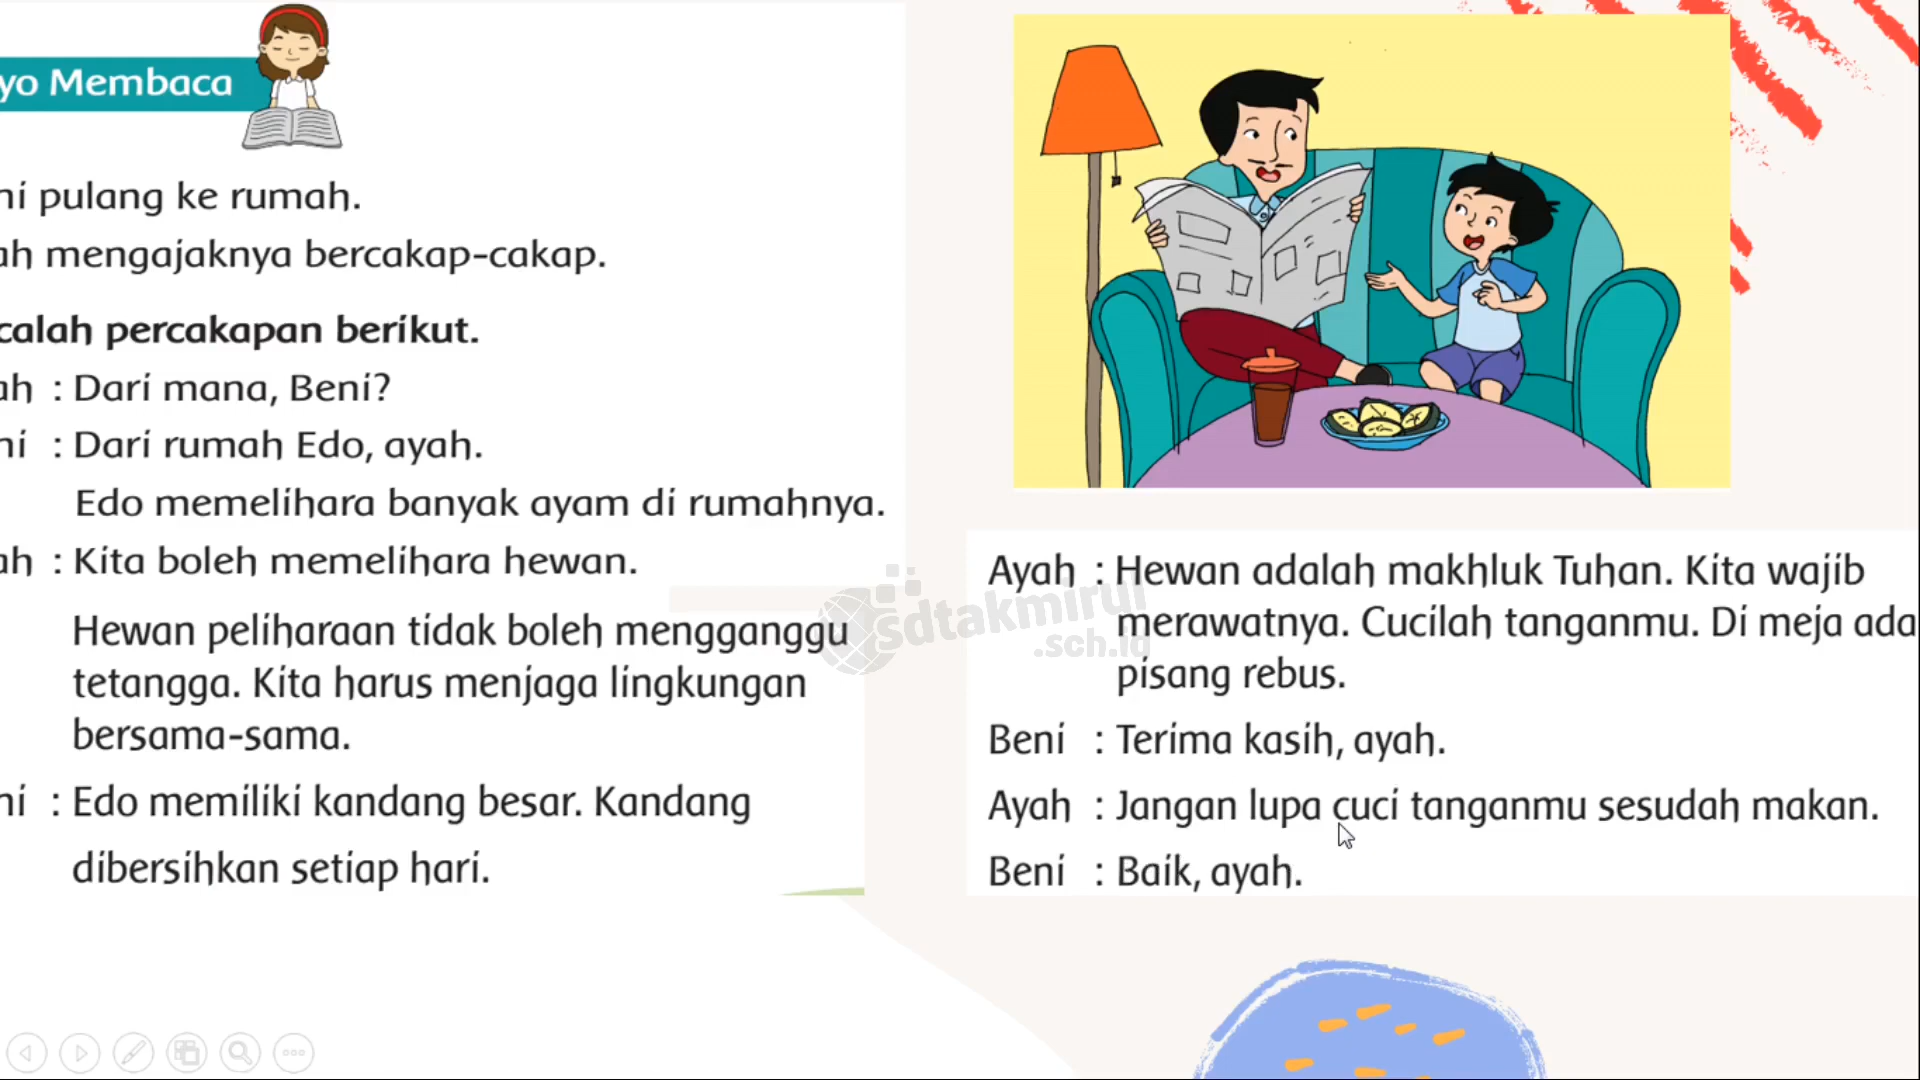 yo Membaca
ni pulang ke rumah.
ah mengajaknya bercakap-cakap.
calah percakapan berikut.
ah : Dari mana, Beni?
ni : Dari rumah Edo, ayah.
Edo memelihara banyak ayam di rumahnya.
ah : Kita boleh memelihara hewan.
Hewan peliharaan tidak boleh mengganggu
tetangga. Kita harus menjaga lingkungan
bersama-sama.
ni : Edo memiliki kandang besar. Kandang
dibersihkan setiap hari.
sdtakmirul
.sch.id
Ayah : Hewan adalah makhluk Tuhan. Kita wajib
merawatnya. Cucilah tanganmu. Di meja ada
pisang rebus.
Beni : Terima kasih, ayah.
Ayah : Jangan lupa cuci tanganmu sesudah makan.
Beni : Baik, ayah.